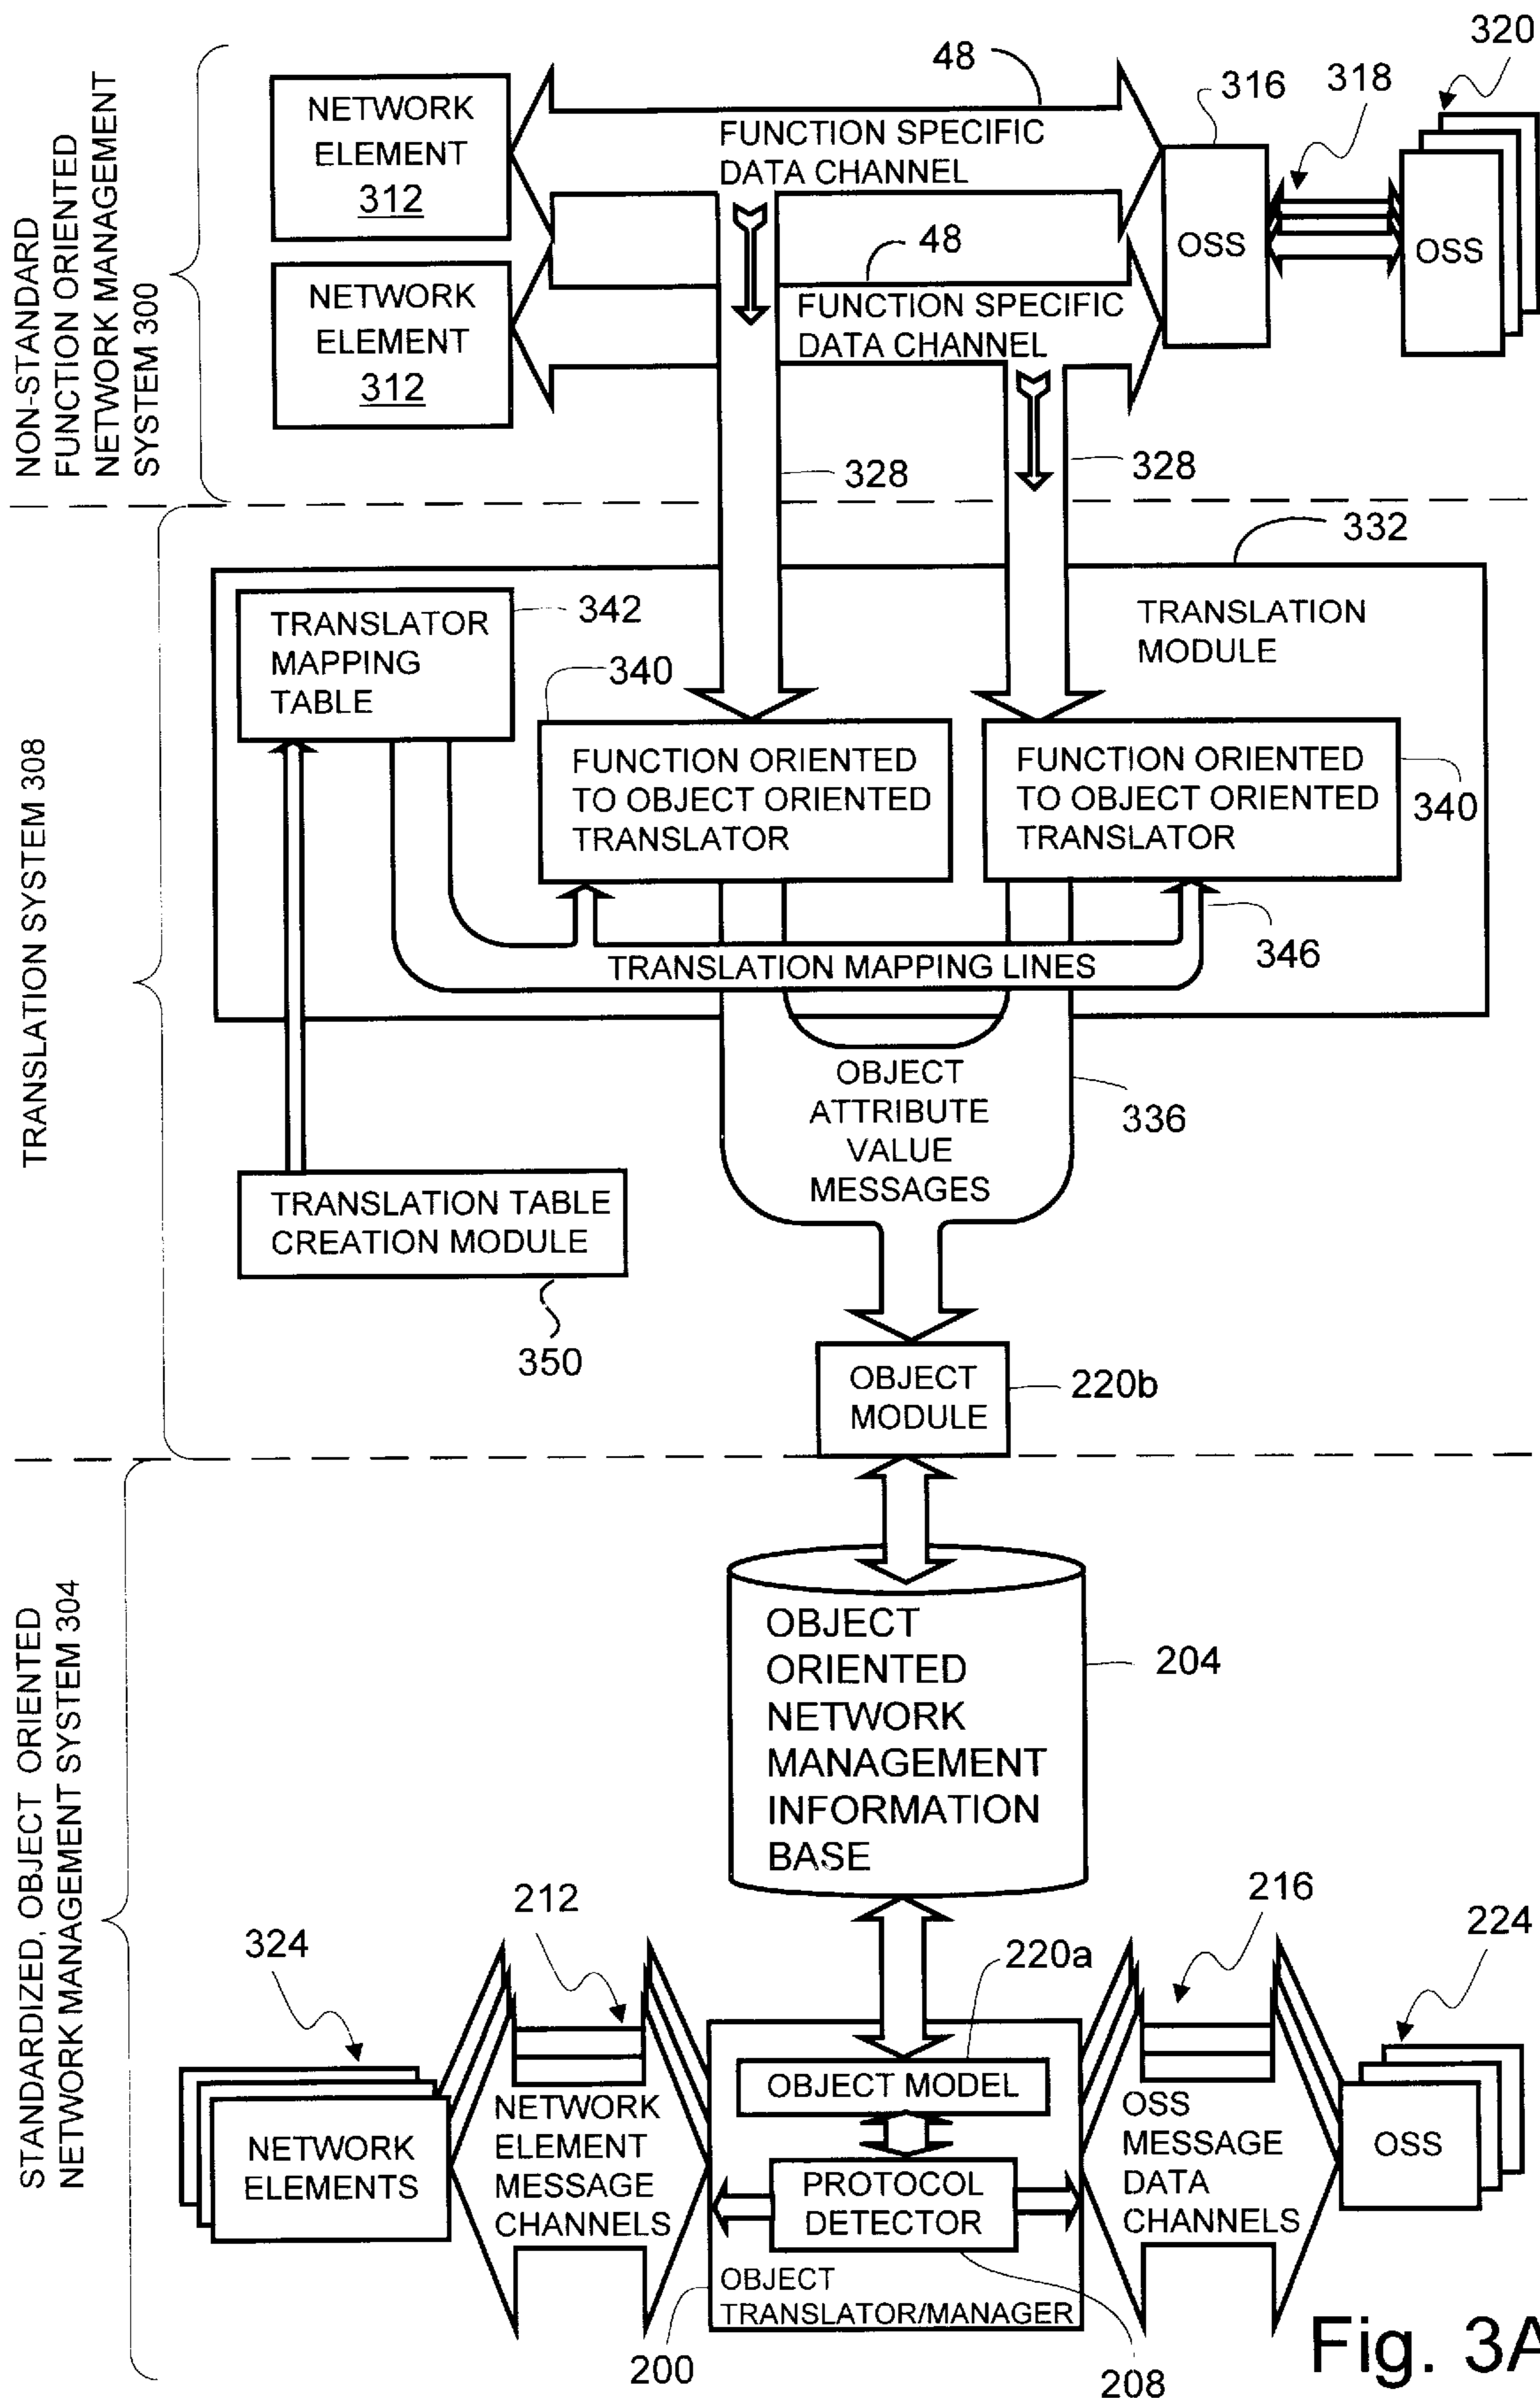 320
48
316
318
NETWORK
ELEMENT
312
FUNCTION SPECIFIC
DATA CHANNEL
OSS
OSS
48
NETWORK
ELEMENT
312
FUNCTION SPECIFIC
DATA CHANNEL
NON-STANDARD
FUNCTION ORIENTED
NETWORK MANAGEMENT
SYSTEM 300
328
328
332
TRANSLATOR
MAPPING
TABLE
342
TRANSLATION
MODULE
340
FUNCTION ORIENTED
TO OBJECT ORIENTED
TRANSLATOR
FUNCTION ORIENTED
TO OBJECT ORIENTED
TRANSLATOR
340
TRANSLATION MAPPING LINES
346
TRANSLATION SYSTEM 308
OBJECT
ATTRIBUTE
VALUE
MESSAGES
336
TRANSLATION TABLE
CREATION MODULE
350
OBJECT
MODULE
220b
OBJECT
ORIENTED
NETWORK
MANAGEMENT
INFORMATION
BASE
204
STANDARDIZED, OBJECT ORIENTED
NETWORK MANAGEMENT SYSTEM 304
324
212
220a
216
224
NETWORK
ELEMENTS
NETWORK
ELEMENT
MESSAGE
CHANNELS
OBJECT MODEL
PROTOCOL
DETECTOR
OBJECT
TRANSLATOR/MANAGER
OSS
MESSAGE
DATA
CHANNELS
OSS
200
208
Fig. 3A